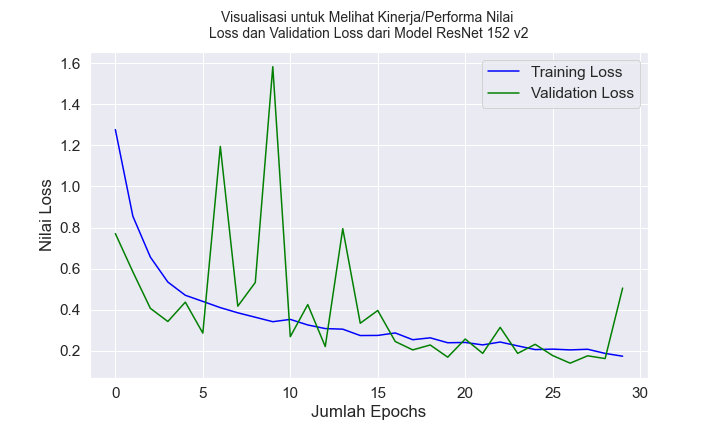 Visualisasi untuk Melihat Kinerja/Performa Nilai
Loss dan Validation Loss dari Model ResNet 152 v2
Training Loss
Validation Loss
Nilai Loss
1.6
1.4
1.2
1.0
0.8
0.6
0.4
0.2
0 5 10 15 20 25 30
Jumlah Epochs